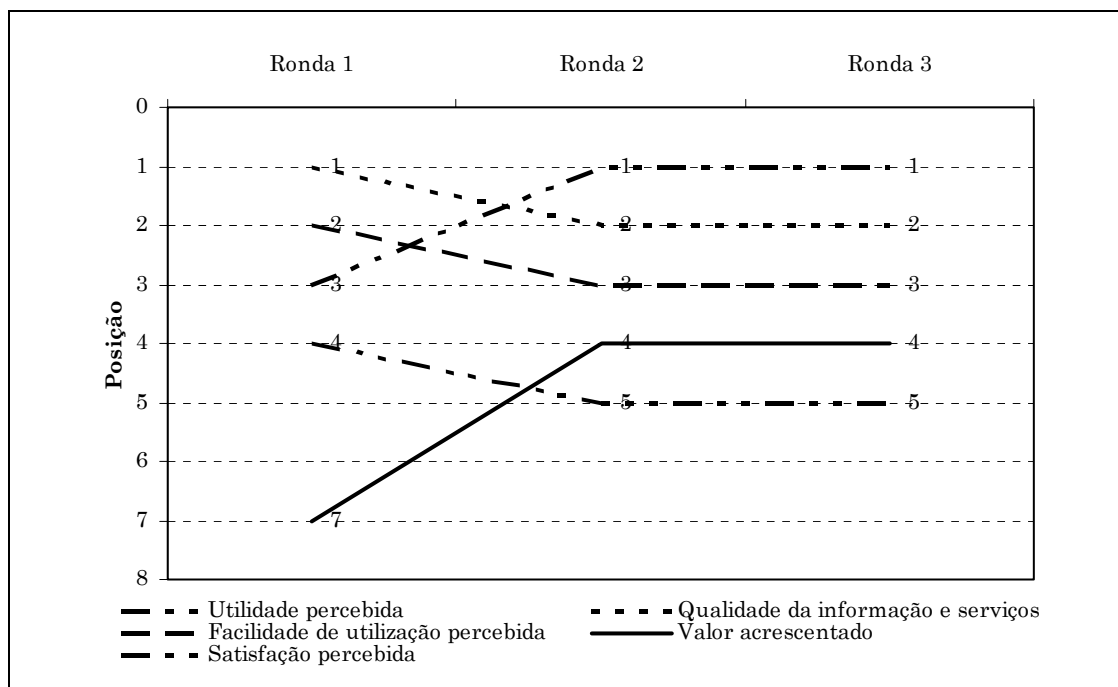 Ronda 1 Ronda 2 Ronda 3
0
1 1 1 1
2 2 2 2
3 3 3 3
Posição
4 4 4 4
5 5 5
6
7 7
8
Utilidade percebida Qualidade da informação e serviços
Facilidade de utilização percebida Valor acrescentado
Satisfação percebida